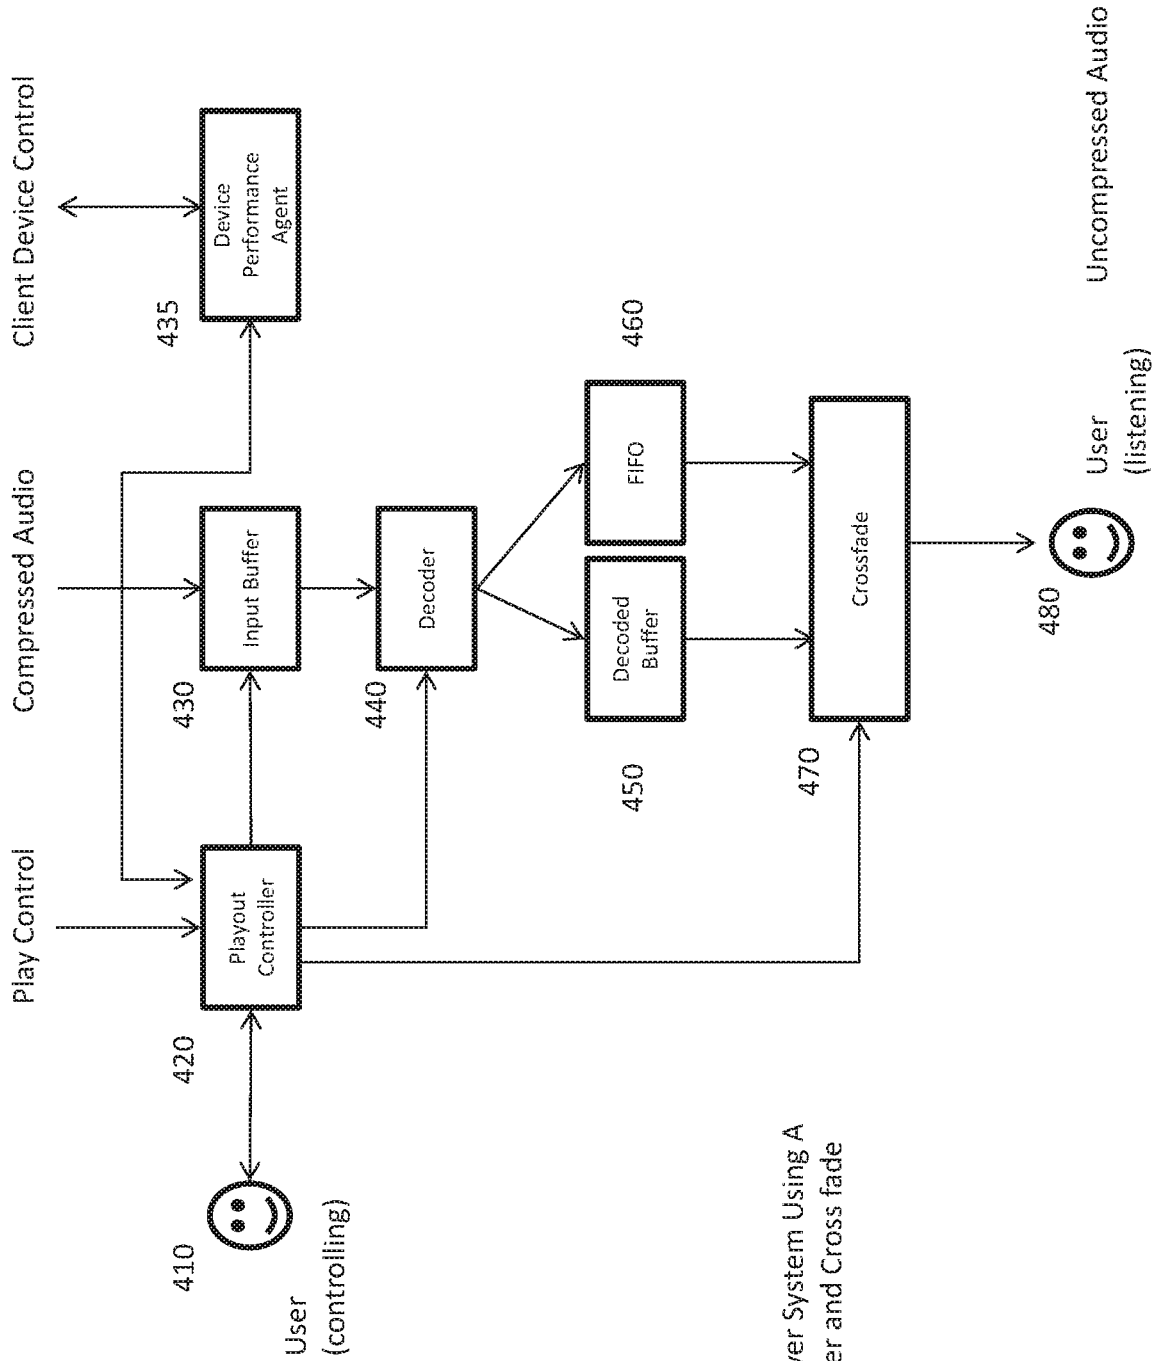 Play Control
Compressed Audio
Client Device Control
410
420
430
435
User
(controlling)
Playout
Controller
Input Buffer
Device
Performance
Agent
440
Decoder
450
Decoded
Buffer
FIFO
460
System Using A
and Cross fade
470
Crossfade
480
User
(listening)
Uncompressed Audio